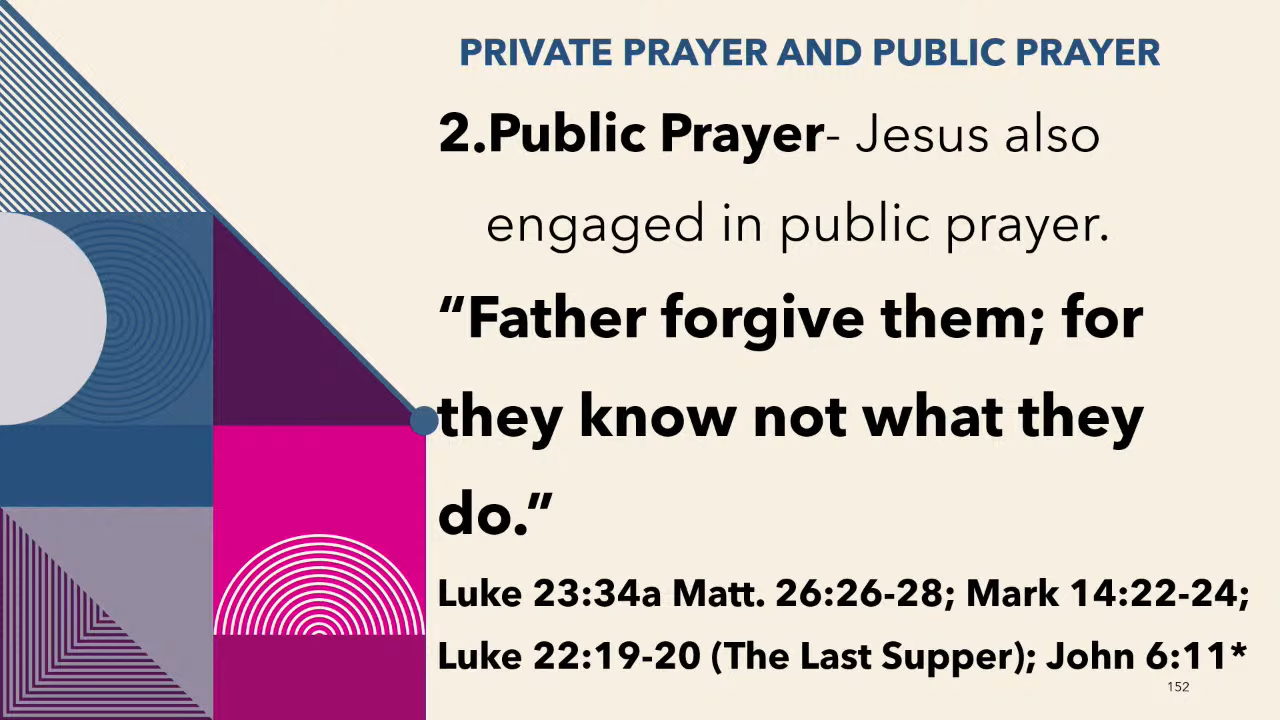 PRIVATE PRAYER AND PUBLIC PRAYER
2.Public Prayer- Jesus also
engaged in public prayer.
“Father forgive them; for
they know not what they
do.”
Luke 23:34a Matt. 26:26-28; Mark 14:22-24;
Luke 22:19-20 (The Last Supper); John 6:11*
152